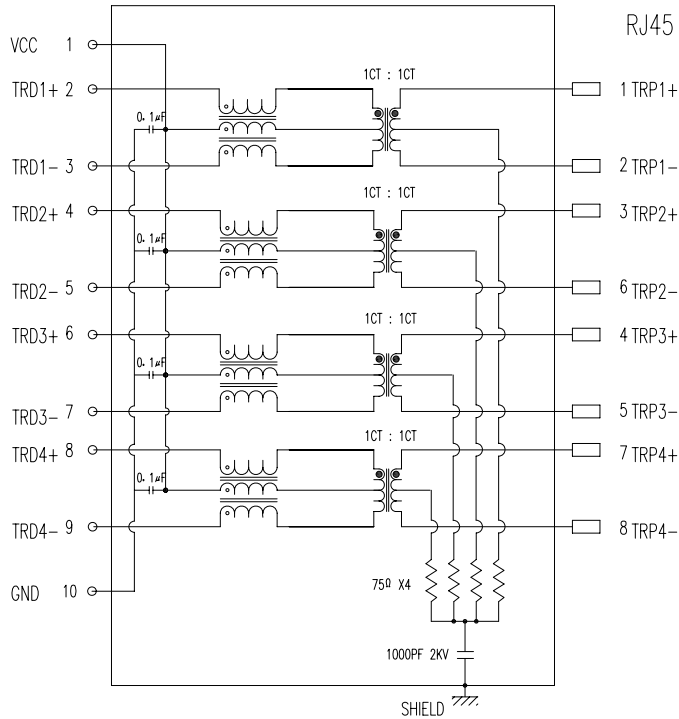 RJ45
VCC 1
TRD1+ 2
1CT : 1CT
1 TRP1+
0.1µF
TRD1- 3
2 TRP1-
1CT : 1CT
TRD2+ 4
3 TRP2+
0.1µF
TRD2- 5
6 TRP2-
1CT : 1CT
TRD3+ 6
4 TRP3+
0.1µF
TRD3- 7
5 TRP3-
1CT : 1CT
TRD4+ 8
7 TRP4+
0.1µF
TRD4- 9
8 TRP4-
75Ω X4
GND 10
1000PF 2KV
SHIELD